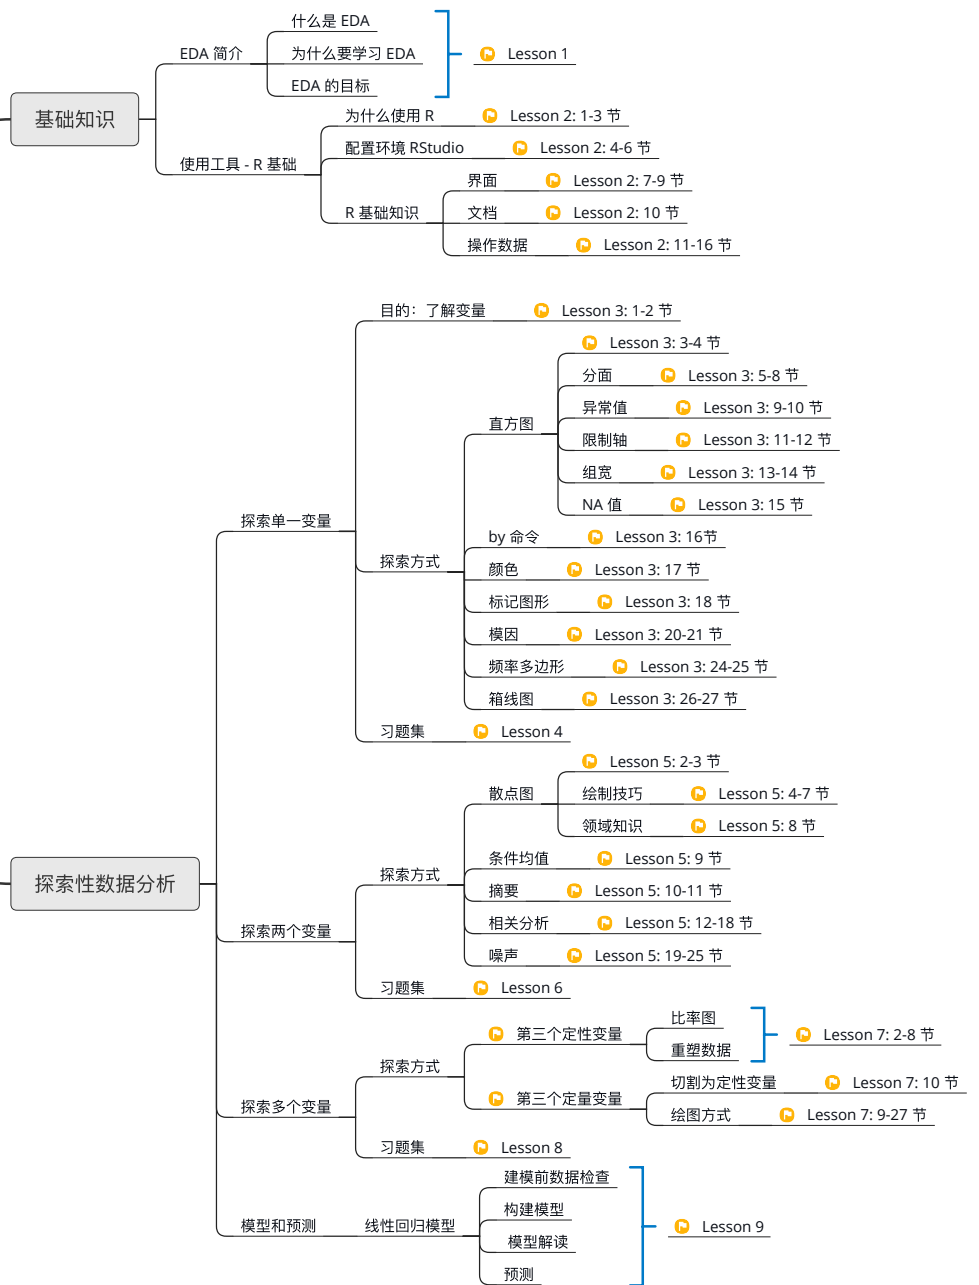 基础知识
EDA 简介
什么是 EDA
为什么要学习 EDA
EDA 的目标
Lesson 1
使用工具 - R 基础
为什么使用 R
Lesson 2: 1-3 节
配置环境 RStudio
Lesson 2: 4-6 节
R 基础知识
界面
Lesson 2: 7-9 节
文档
Lesson 2: 10 节
操作数据
Lesson 2: 11-16 节
探索性数据分析
探索单一变量
目的：了解变量
Lesson 3: 1-2 节
探索方式
直方图
Lesson 3: 3-4 节
分面
Lesson 3: 5-8 节
异常值
Lesson 3: 9-10 节
限制轴
Lesson 3: 11-12 节
组宽
Lesson 3: 13-14 节
NA 值
Lesson 3: 15 节
by 命令
Lesson 3: 16节
颜色
Lesson 3: 17 节
标记图形
Lesson 3: 18 节
模因
Lesson 3: 20-21 节
频率多边形
Lesson 3: 24-25 节
箱线图
Lesson 3: 26-27 节
习题集
Lesson 4
探索两个变量
探索方式
散点图
Lesson 5: 2-3 节
绘制技巧
Lesson 5: 4-7 节
领域知识
Lesson 5: 8 节
条件均值
Lesson 5: 9 节
摘要
Lesson 5: 10-11 节
相关分析
Lesson 5: 12-18 节
噪声
Lesson 5: 19-25 节
习题集
Lesson 6
探索多个变量
探索方式
第三个定性变量
比率图
重塑数据
Lesson 7: 2-8 节
第三个定量变量
切割为定性变量
Lesson 7: 10 节
绘图方式
Lesson 7: 9-27 节
习题集
Lesson 8
模型和预测
线性回归模型
建模前数据检查
构建模型
模型解读
预测
Lesson 9